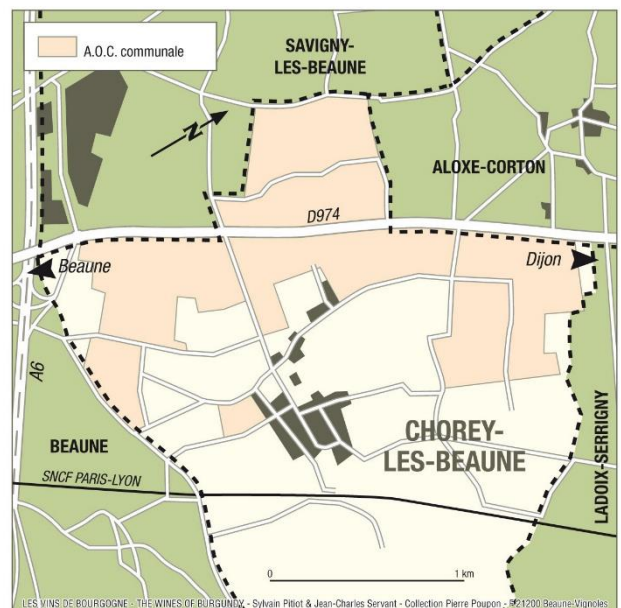 A.O.C. communale
SAVIGNY-
LES-BEAUNE
N
ALOXE-CORTON
D974
Beaune
Dijon
A6
CHOREY-
LES-BEAUNE
BEAUNE
LADOIX-SERRIGNY
SNCF PARIS-LYON
0 1 km
LES VINS DE BOURGOGNE - THE WINES OF BURGUNDY - Sylvain Pitiot & Jean-Charles Servant - Collection Pierre Poupon - 21200 Beaune-Vignoles